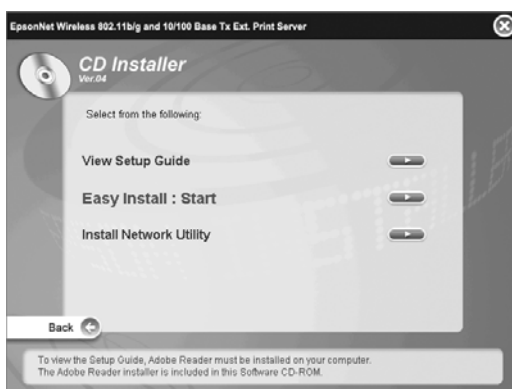 EpsonNet Wireless 802.11b/g and 10/100 Base Tx Ext. Print Server
CD Installer
Ver.04
Select from the following:
View Setup Guide
Easy Install : Start
Install Network Utility
Back
To view the Setup Guide, Adobe Reader must be installed on your computer.
The Adobe Reader installer is included in this Software CD-ROM.